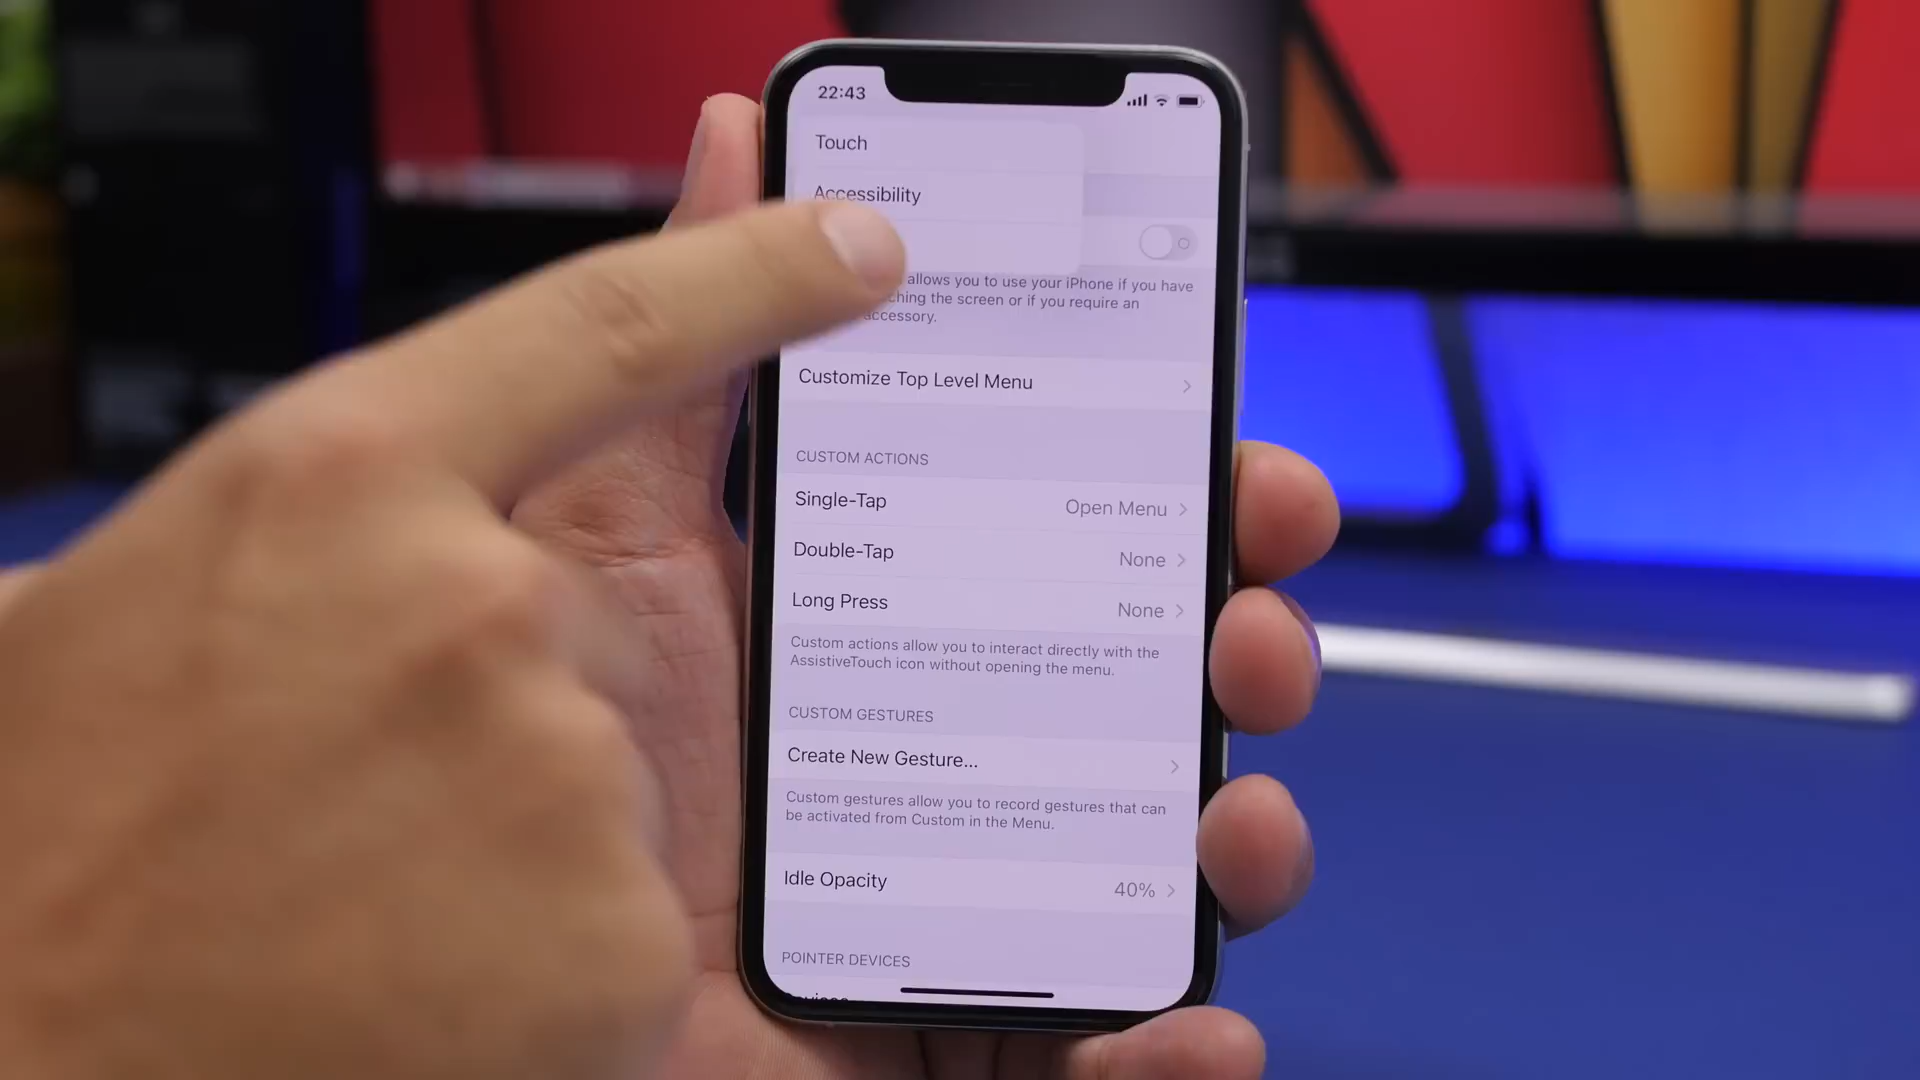 22:43
Touch
Accessibility
allows you to use your iPhone if you have
the screen or if you require an
accessory.
Customize Top Level Menu
CUSTOM ACTIONS
Single-Tap Open Menu
Double-Tap None
Long Press None
Custom actions allow you to interact directly with the
AssistiveTouch icon without opening the menu.
CUSTOM GESTURES
Create New Gesture...
Custom gestures allow you to record gestures that can
be activated from Custom in the Menu.
Idle Opacity 40%
POINTER DEVICES
Devices